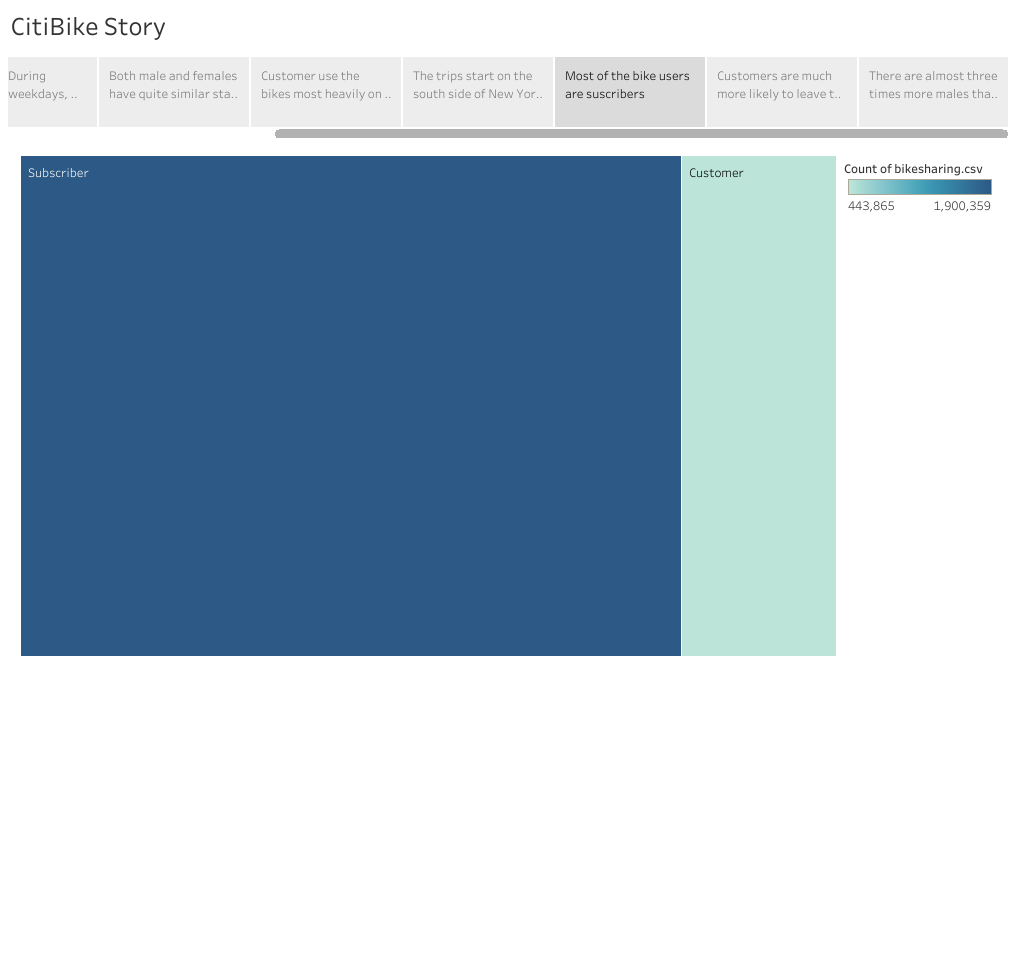 CitiBike Story
During
weekdays, ..
Both male and females
have quite similar sta..
Customer use the
bikes most heavily on ..
The trips start on the
south side of New Yor..
Most of the bike users
are suscribers
Customers are much
more likely to leave t..
There are almost three
times more males tha..
Subscriber
Customer
Count of bikesharing.csv
443,865
1,900,359